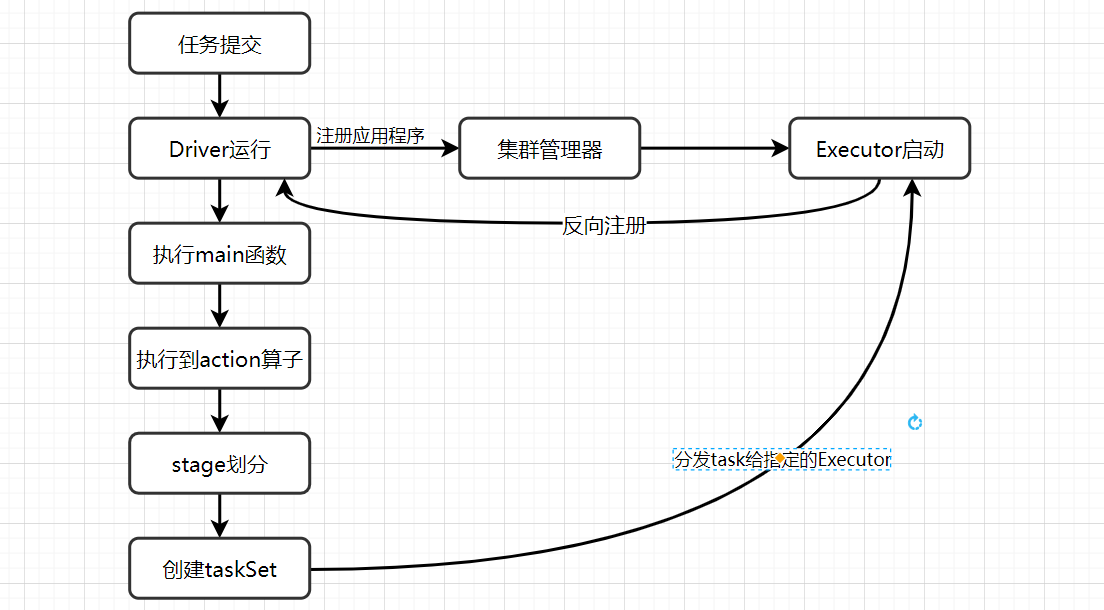 任务提交
Driver运行
注册应用程序
集群管理器
Executor启动
反向注册
执行main函数
执行到action算子
stage划分
分发task给指定的Executor
创建taskSet